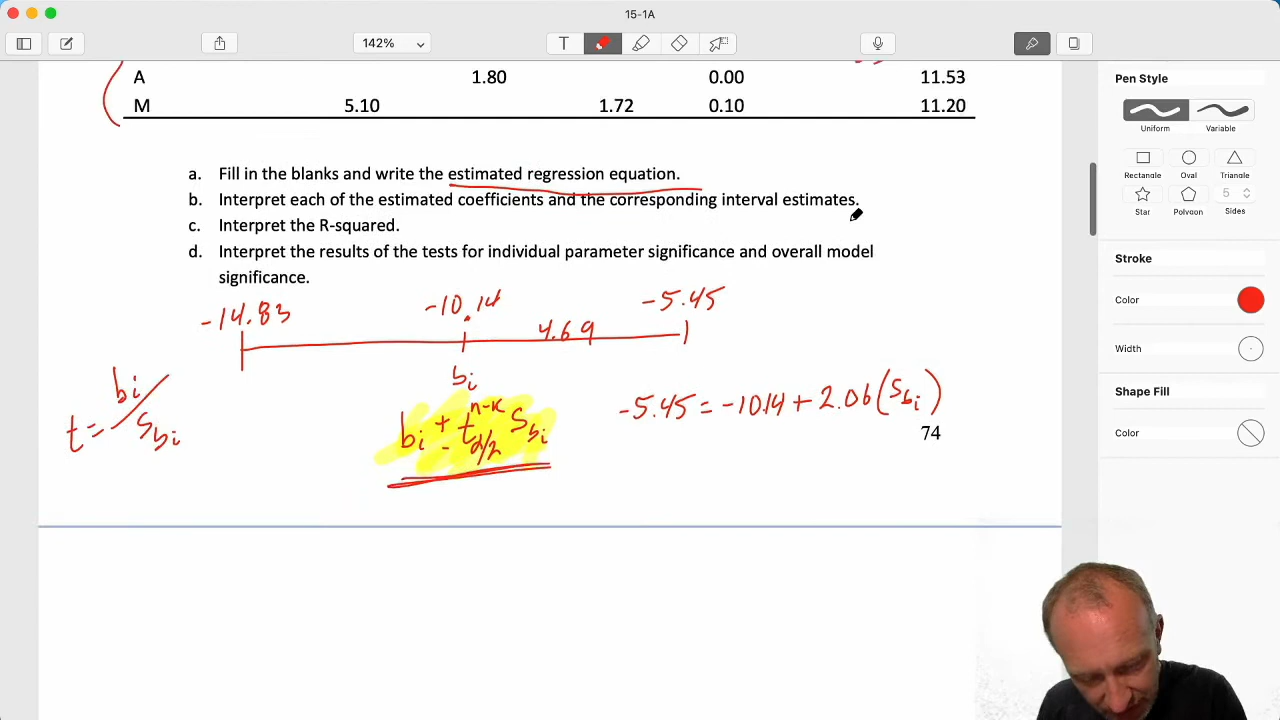 15-1A
142%
T
A 1.80 0.00 11.53
M 5.10 1.72 0.10 11.20
a. Fill in the blanks and write the estimated regression equation.
b. Interpret each of the estimated coefficients and the corresponding interval estimates.
c. Interpret the R-squared.
d. Interpret the results of the tests for individual parameter significance and overall model
significance.
-14.83 -10.14 -5.45
4.69
bi
t = bi/Sbi
bi ± t n-k α/2 Sbi
-5.45 = -10.14 + 2.06 (Sbi)
74
Pen Style
Uniform Variable
Rectangle Oval Triangle
5
Star Polygon Sides
Stroke
Color
Width
Shape Fill
Color